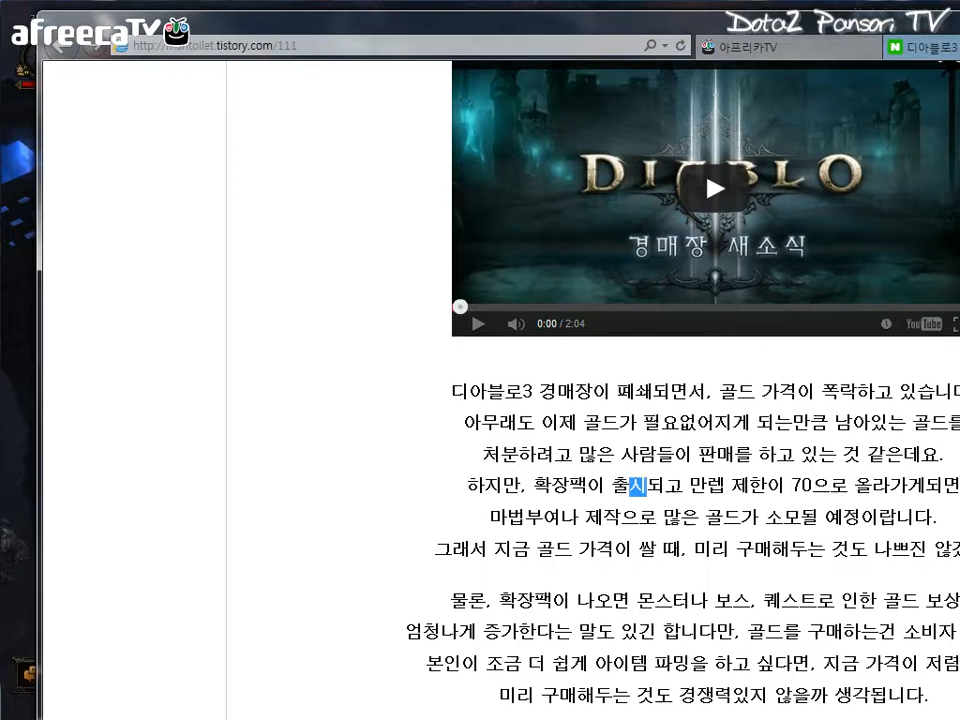 afreecaTV
Dota2 Pansori TV
tistory.com/111
아프리카TV
N 디아블로3
DIABLO
경매장 새소식
0:00 / 2:04
YouTube
디아블로3 경매장이 폐쇄되면서, 골드 가격이 폭락하고 있습니다
아무래도 이제 골드가 필요없어지게 되는만큼 남아있는 골드를
처분하려고 많은 사람들이 판매를 하고 있는 것 같은데요.
하지만, 확장팩이 출시되고 만렙 제한이 70으로 올라가게되면
마법부여나 제작으로 많은 골드가 소모될 예정이랍니다.
그래서 지금 골드 가격이 쌀 때, 미리 구매해두는 것도 나쁘진 않
물론, 확장팩이 나오면 몬스터나 보스, 퀘스트로 인한 골드 보상
엄청나게 증가한다는 말도 있긴 합니다만, 골드를 구매하는건 소비자
본인이 조금 더 쉽게 아이템 파밍을 하고 싶다면, 지금 가격이 저렴
미리 구매해두는 것도 경쟁력있지 않을까 생각됩니다.